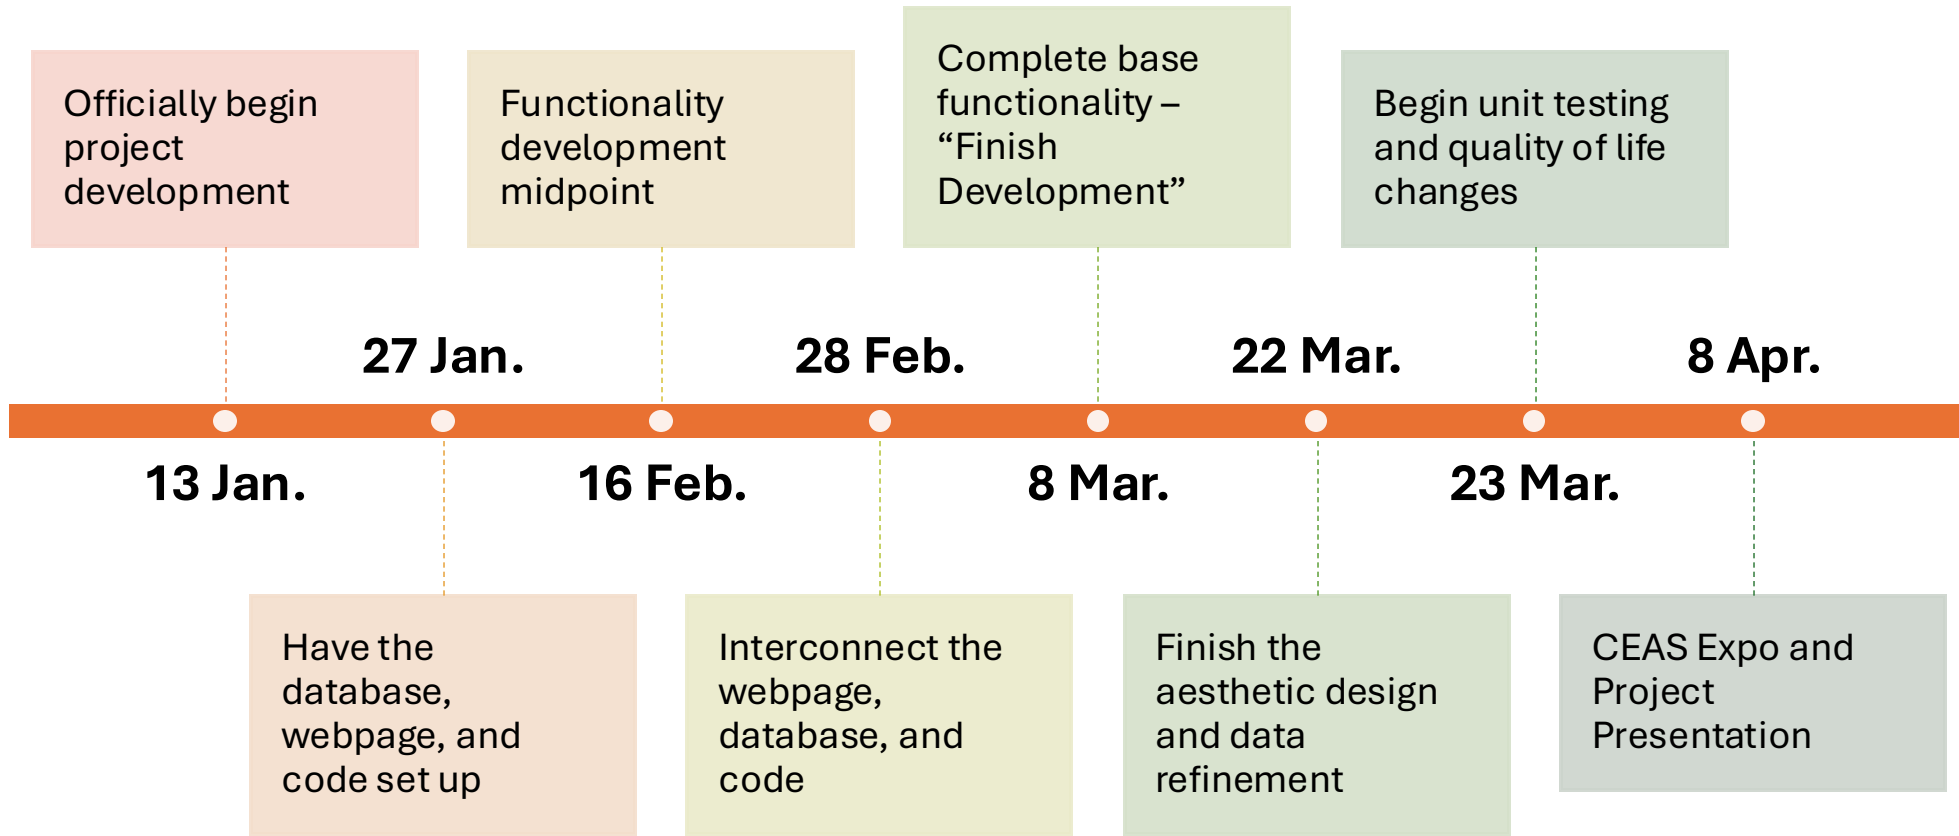 Officially begin
project
development
Functionality
development
midpoint
Complete base
functionality –
“Finish
Development”
Begin unit testing
and quality of life
changes
27 Jan.
28 Feb.
22 Mar.
8 Apr.
13 Jan.
16 Feb.
8 Mar.
23 Mar.
Have the
database,
webpage, and
code set up
Interconnect the
webpage,
database, and
code
Finish the
aesthetic design
and data
refinement
CEAS Expo and
Project
Presentation